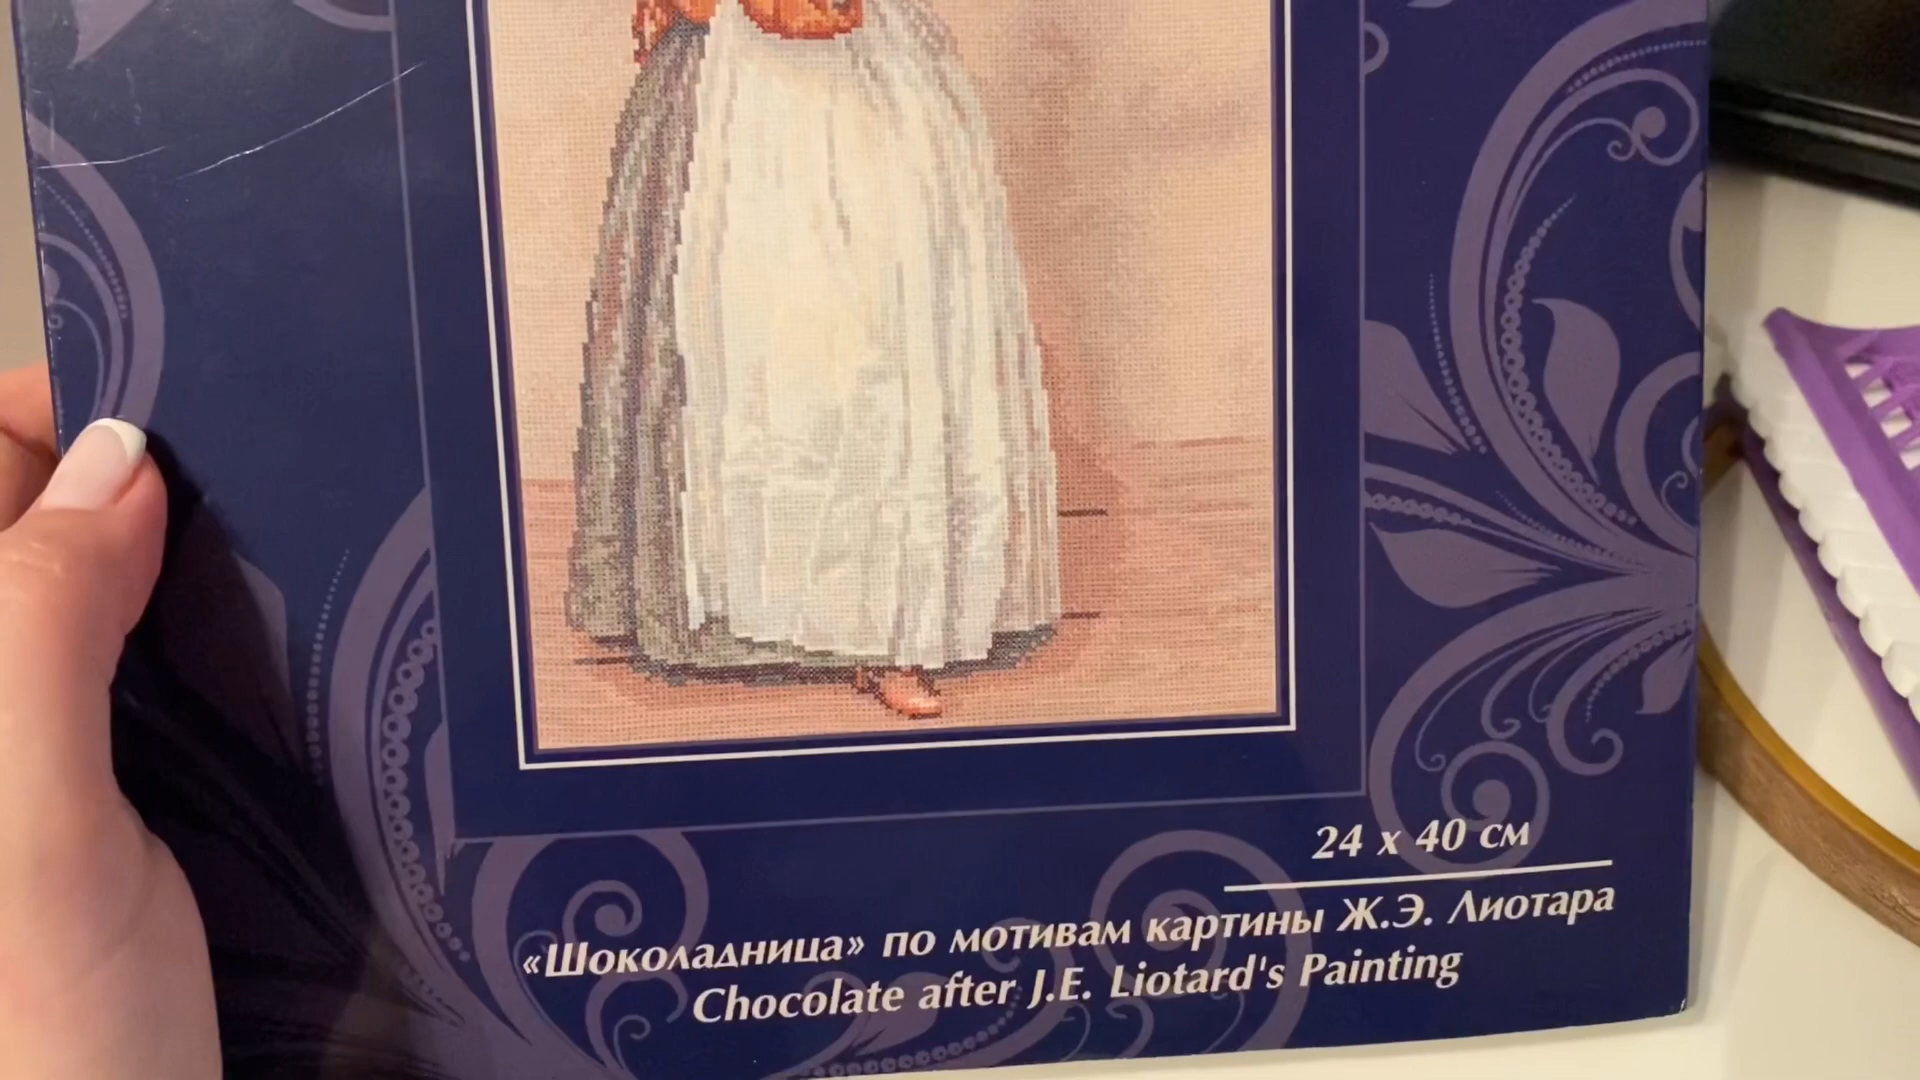 24 x 40 см
«Шоколадница» по мотивам картины Ж.Э. Лиотара
Chocolate after J.E. Liotard's Painting